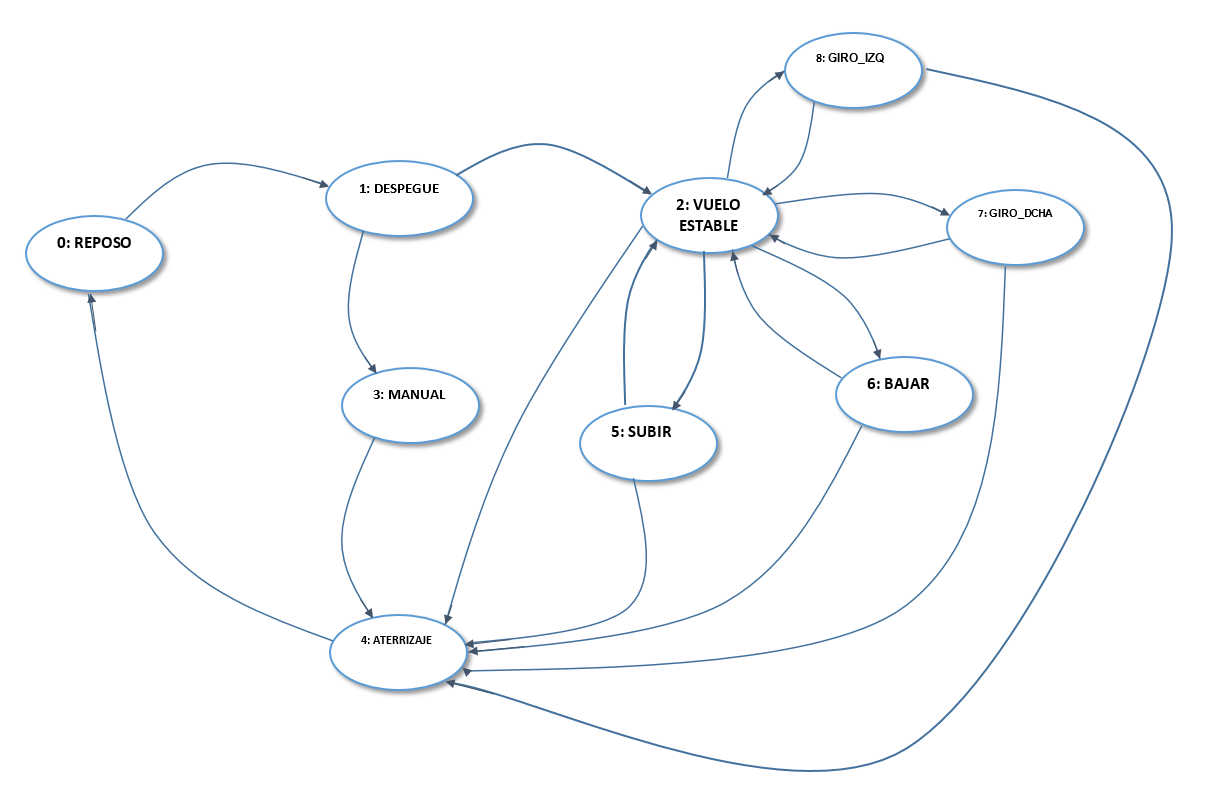 8: GIRO_IZQ
1: DESPEGUE
2: VUELO
ESTABLE
7: GIRO_DCHA
0: REPOSO
6: BAJAR
3: MANUAL
5: SUBIR
4: ATERRIZAJE